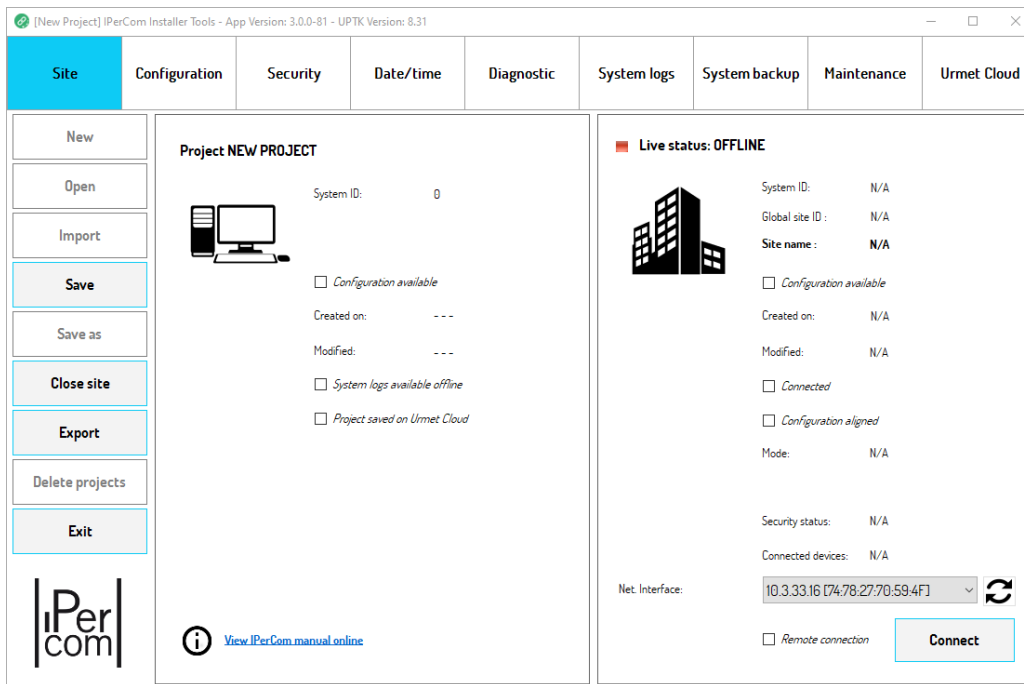 [New Project] IPerCom Installer Tools - App Version: 3.0.0-81 - UPTK Version: 8.31
Site
Configuration
Security
Date/time
Diagnostic
System logs
System backup
Maintenance
Urmet Cloud
New
Open
Import
Save
Save as
Close site
Export
Delete projects
Exit
IPer
com
Project NEW PROJECT
System ID: 0
Configuration available
Created on: ---
Modified: ---
System logs available offline
Project saved on Urmet Cloud
View IPerCom manual online
Live status: OFFLINE
System ID: N/A
Global site ID : N/A
Site name : N/A
Configuration available
Created on: N/A
Modified: N/A
Connected
Configuration aligned
Mode: N/A
Security status: N/A
Connected devices: N/A
Net. Interface: 10.3.33.16 [74:78:27:70:59:4F]
Remote connection
Connect